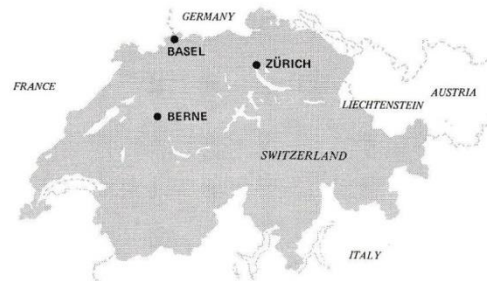 GERMANY
BASEL
ZÜRICH
FRANCE
AUSTRIA
LIECHTENSTEIN
BERNE
SWITZERLAND
ITALY